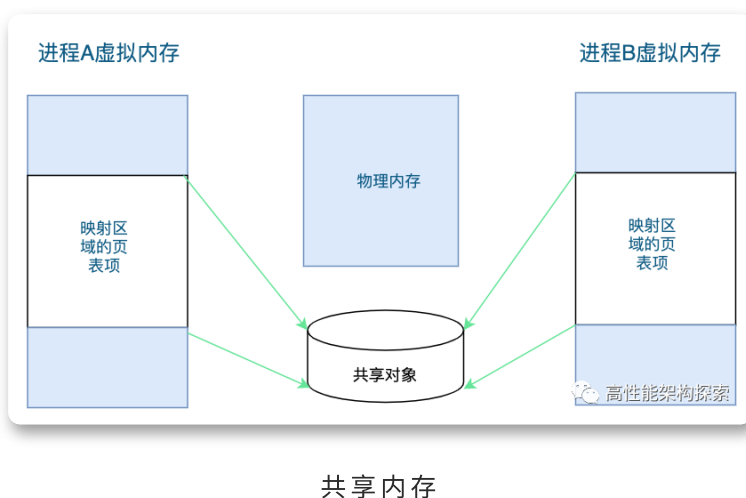 进程A虚拟内存
进程B虚拟内存
物理内存
映射区
域的页
表项
映射区
域的页
表项
共享对象
高性能架构探索
共享内存